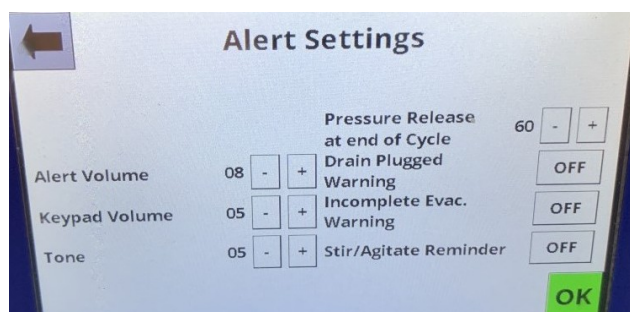 Alert Settings
Pressure Release
at end of Cycle
60 - +
Drain Plugged
Warning
OFF
Alert Volume 08 - +
Incomplete Evac.
Warning
OFF
Keypad Volume 05 - +
Stir/Agitate Reminder OFF
Tone 05 - +
OK